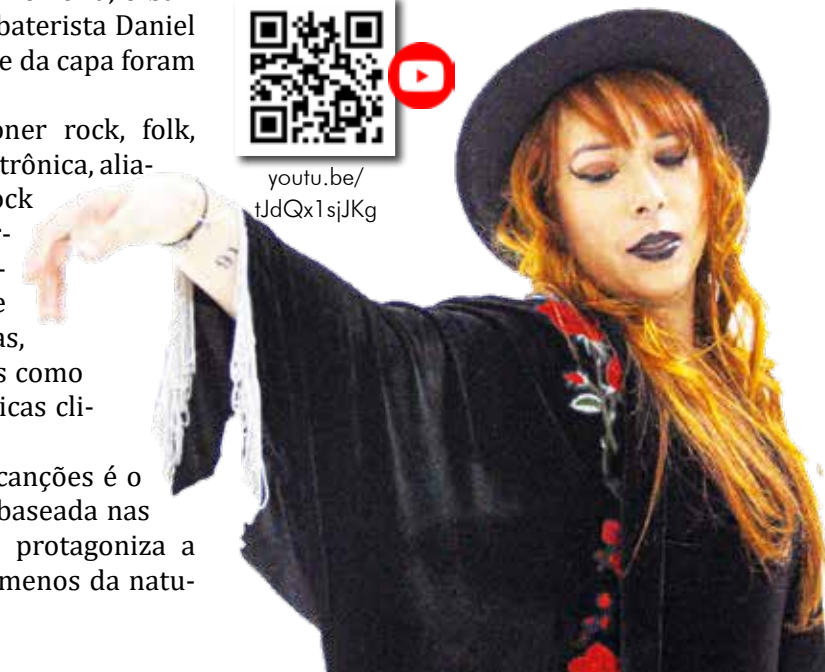 baterista Daniel
e da capa foram
oner rock, folk,
trônica, alia-
ock
r-
-
e
as,
s como
icas cli-
canções é o
baseada nas
protagoniza a
menos da natu-
youtu.be/
tJdQx1sjJKg